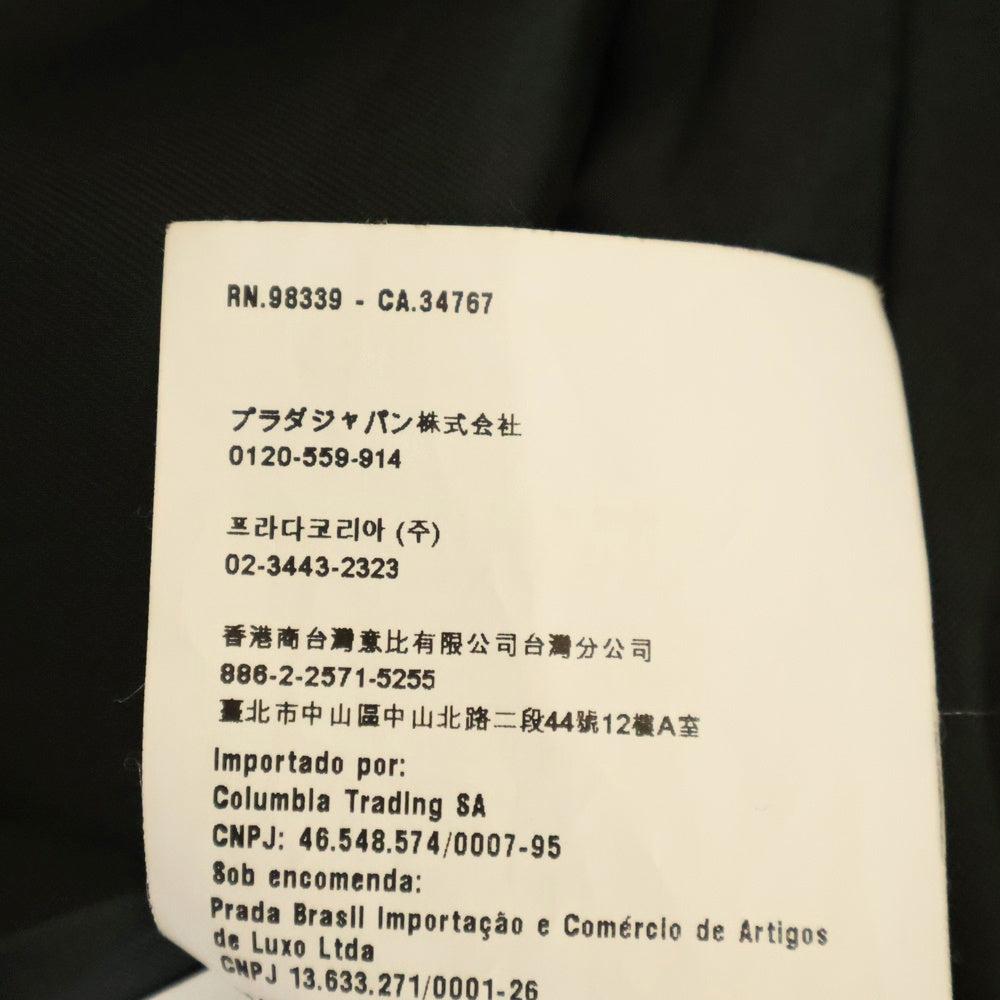 RN.98339 - CA.34767
プラダジャパン株式会社
0120-559-914
프라다코리아 (주)
02-3443-2323
香港商台灣意比有限公司台灣分公司
886-2-2571-5255
臺北市中山區中山北路二段44號12樓A室
Importado por:
Columbia Trading SA
CNPJ: 46.548.574/0007-95
Sob encomenda:
Prada Brasil Importação e Comércio de Artigos
de Luxo Ltda
CNPJ 13.633.271/0001-26